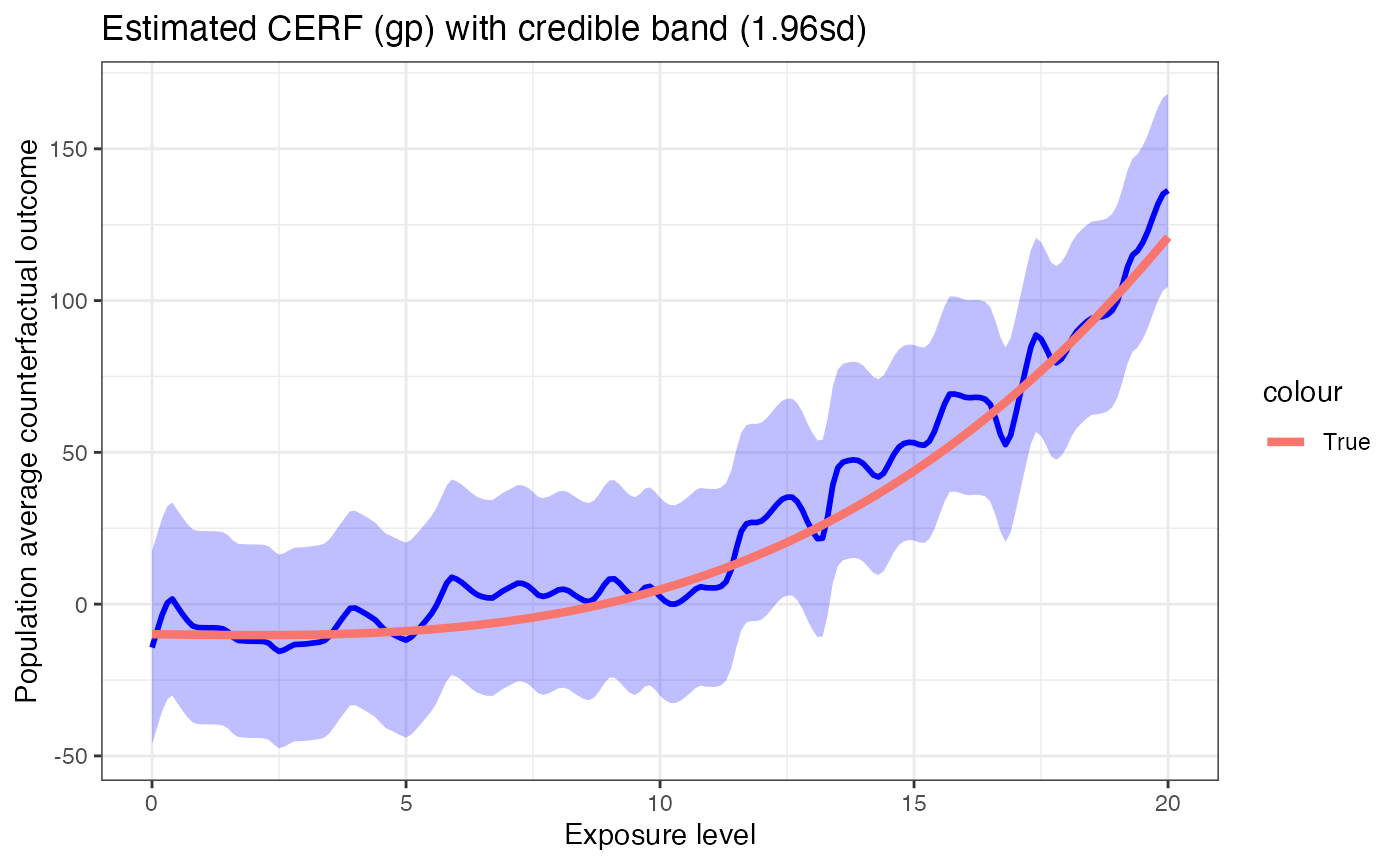 Estimated CERF (gp) with credible band (1.96sd)
Population average counterfactual outcome
150
100
50
0
-50
0 5 10 15 20
Exposure level
colour
True